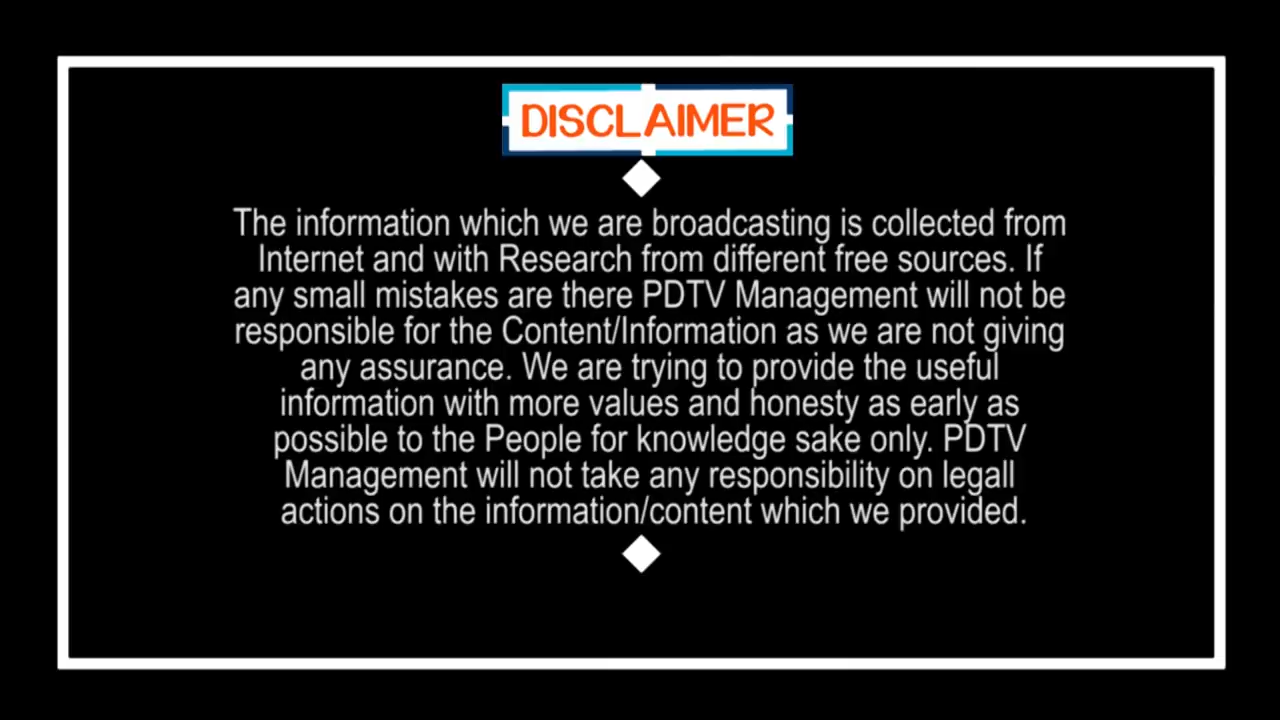 DISCLAIMER
The information which we are broadcasting is collected from
Internet and with Research from different free sources. If
any small mistakes are there PDTV Management will not be
responsible for the Content/Information as we are not giving
any assurance. We are trying to provide the useful
information with more values and honesty as early as
possible to the People for knowledge sake only. PDTV
Management will not take any responsibility on legall
actions on the information/content which we provided.